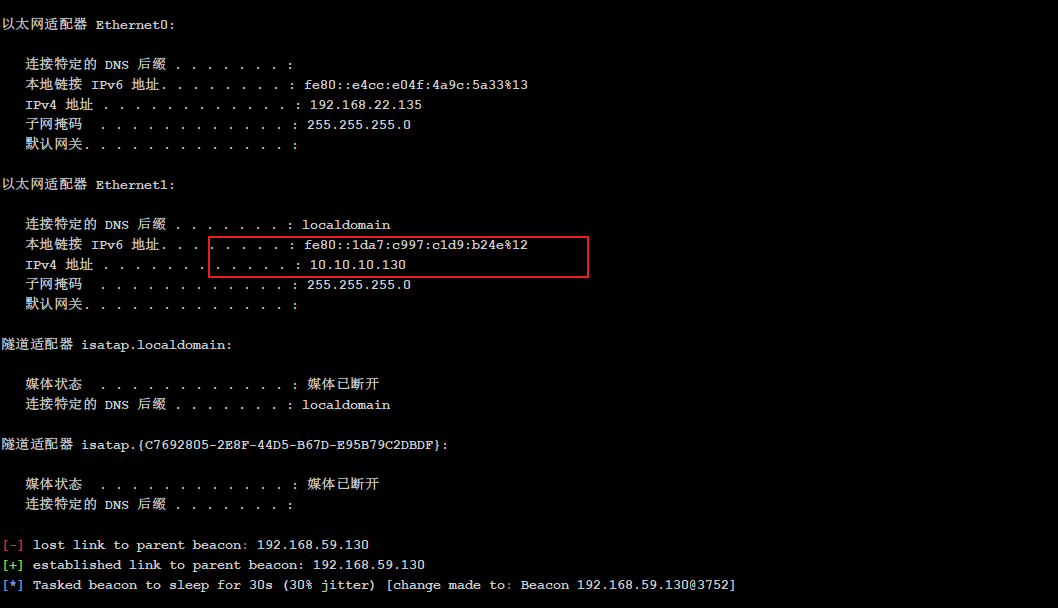 以太网适配器 Ethernet0:
连接特定的 DNS 后缀 . . . . . . . :
本地链接 IPv6 地址. . . . . . . . : fe80::e4cc:e04f:4a9c:5a33%13
IPv4 地址 . . . . . . . . . . . . : 192.168.22.135
子网掩码 . . . . . . . . . . . . : 255.255.255.0
默认网关. . . . . . . . . . . . . :
以太网适配器 Ethernet1:
连接特定的 DNS 后缀 . . . . . . . : localdomain
本地链接 IPv6 地址. . . . . . . . : fe80::1da7:c997:c1d9:b24e%12
IPv4 地址 . . . . . . . . . . . . : 10.10.10.130
子网掩码 . . . . . . . . . . . . : 255.255.255.0
默认网关. . . . . . . . . . . . . :
隧道适配器 isatap.localdomain:
媒体状态 . . . . . . . . . . . . : 媒体已断开
连接特定的 DNS 后缀 . . . . . . . : localdomain
隧道适配器 isatap.{C7692805-2E8F-44D5-B67D-E95B79C2DBDF}:
媒体状态 . . . . . . . . . . . . : 媒体已断开
连接特定的 DNS 后缀 . . . . . . . :
[-] lost link to parent beacon: 192.168.59.130
[+] established link to parent beacon: 192.168.59.130
[*] Tasked beacon to sleep for 30s (30% jitter) [change made to: Beacon 192.168.59.130@3752]